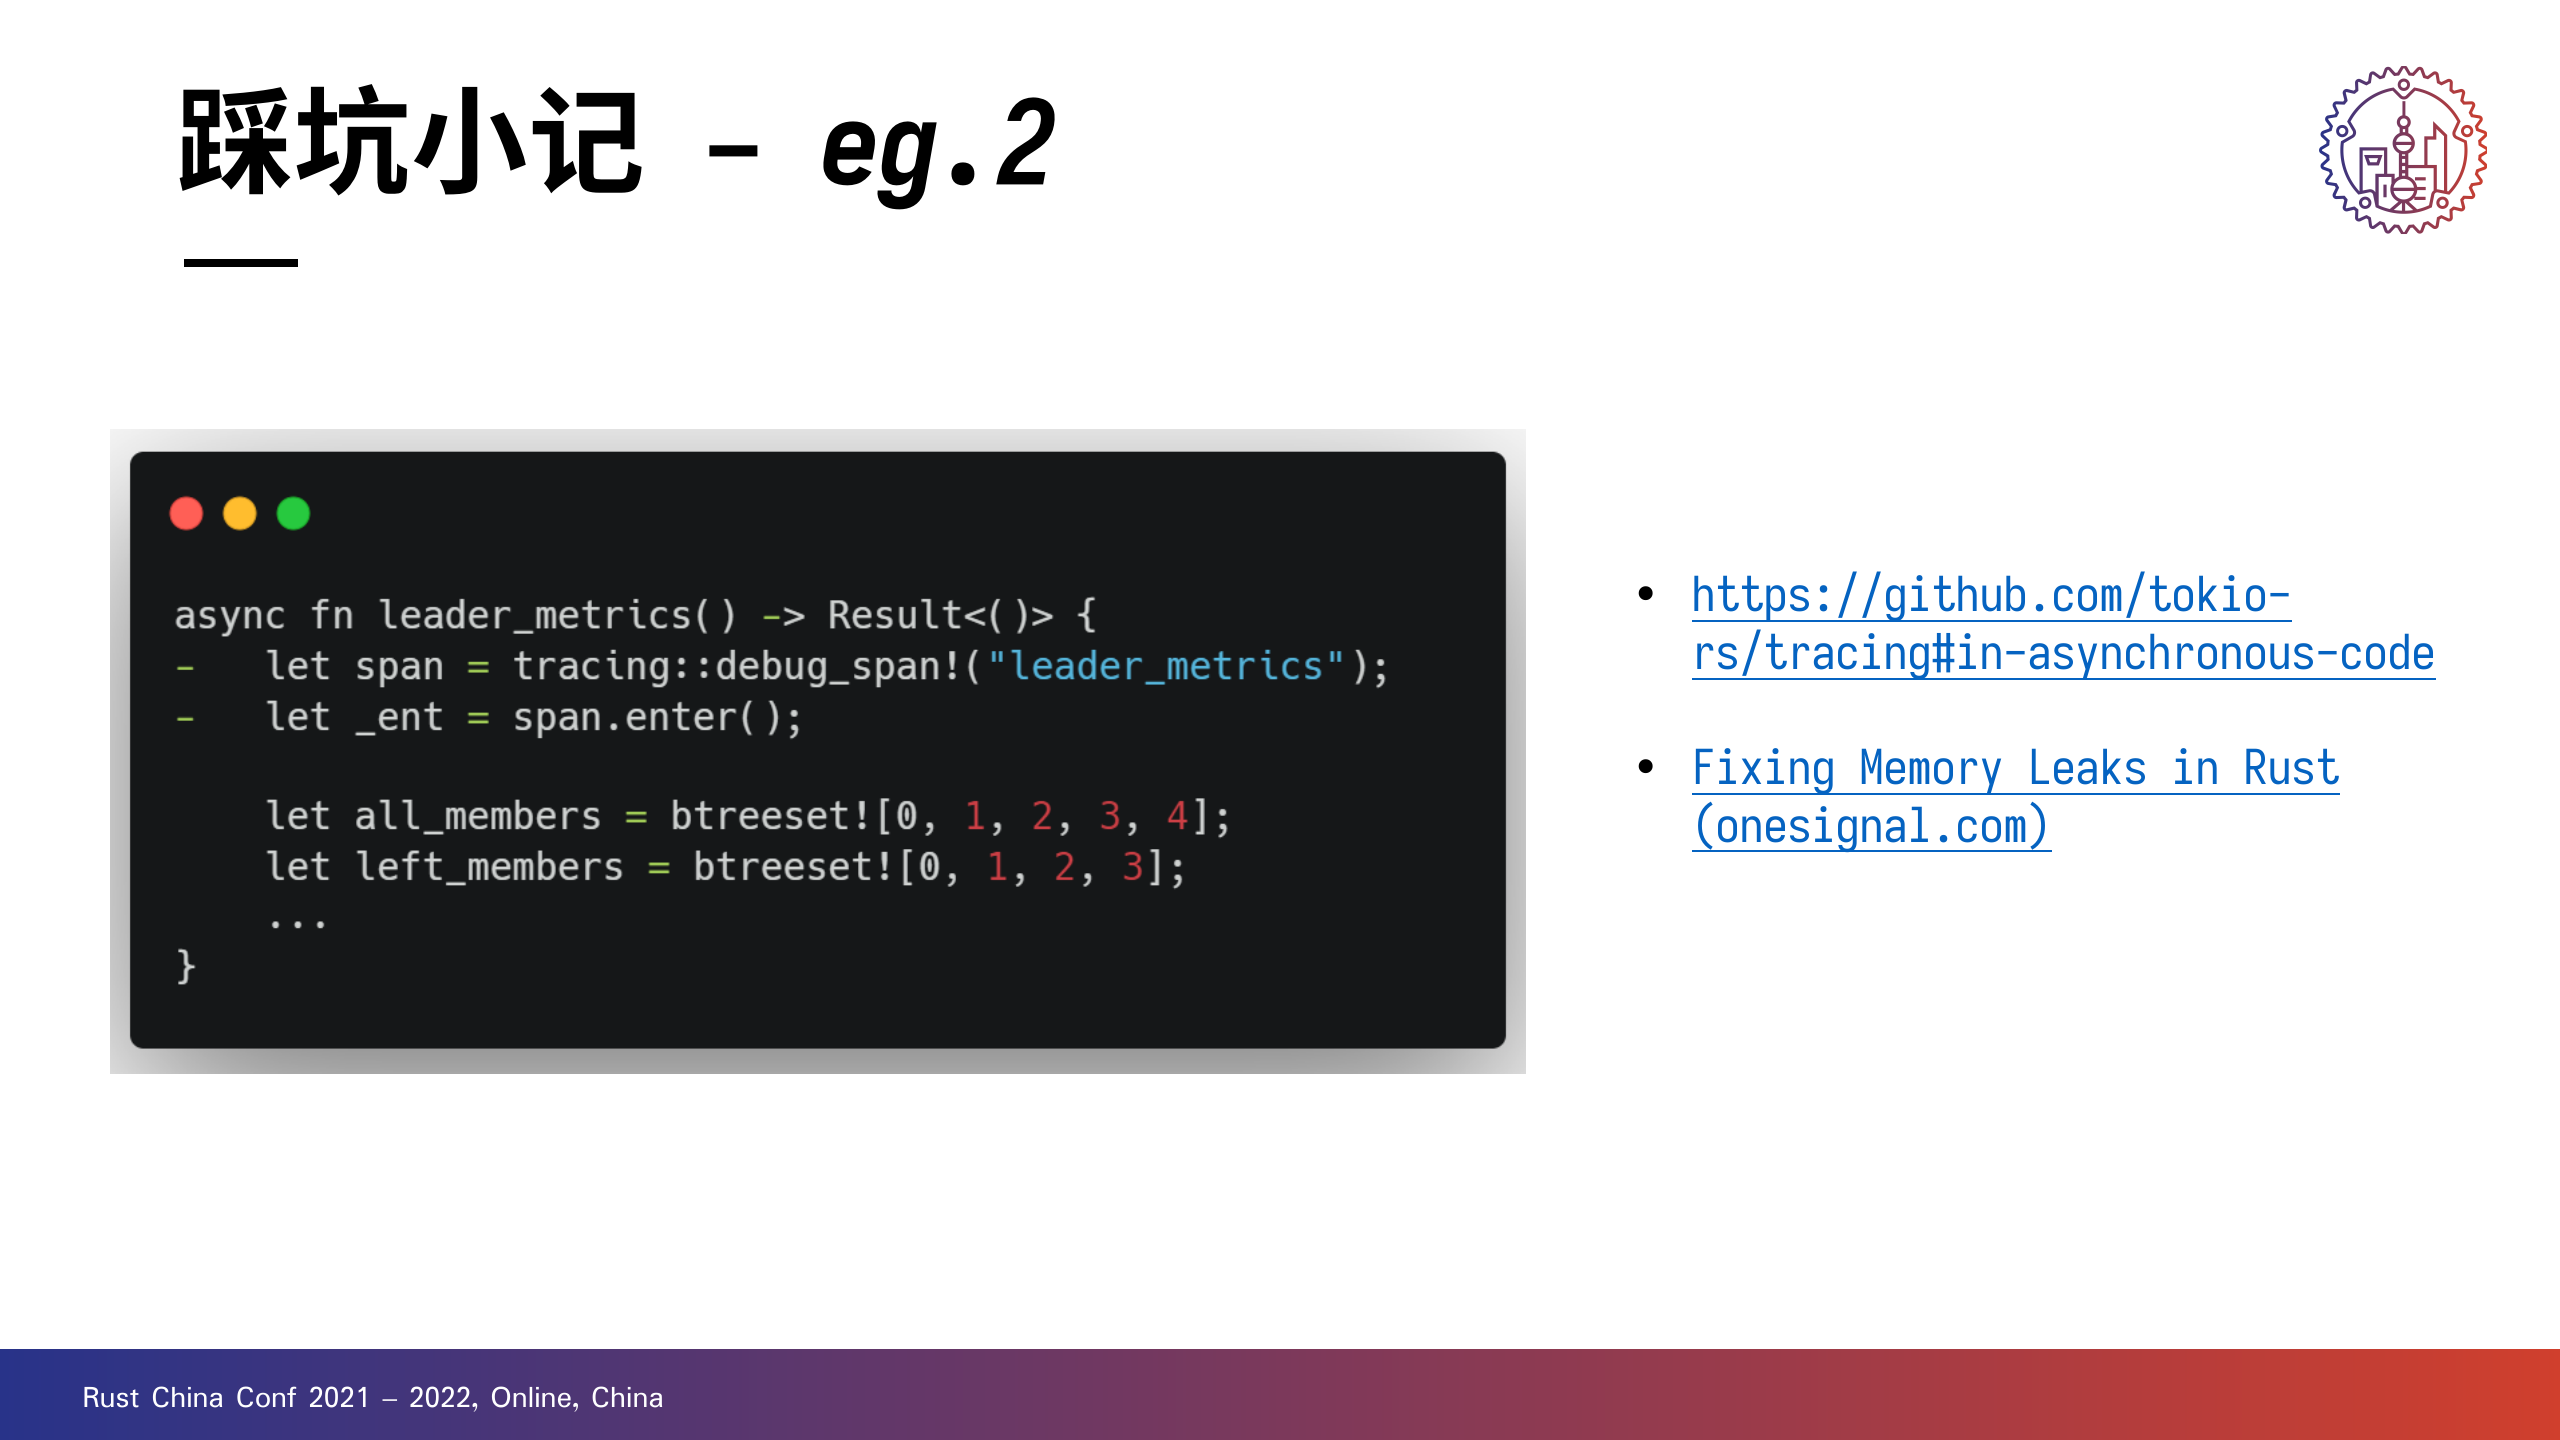 踩坑小记 - eg.2
async fn leader_metrics() -> Result<()> {
-   let span = tracing::debug_span!("leader_metrics");
-   let _ent = span.enter();
    let all_members = btreeset![0, 1, 2, 3, 4];
    let left_members = btreeset![0, 1, 2, 3];
    ...
}
• https://github.com/tokio-
rs/tracing#in-asynchronous-code
• Fixing Memory Leaks in Rust
(onesignal.com)
Rust China Conf 2021 – 2022, Online, China